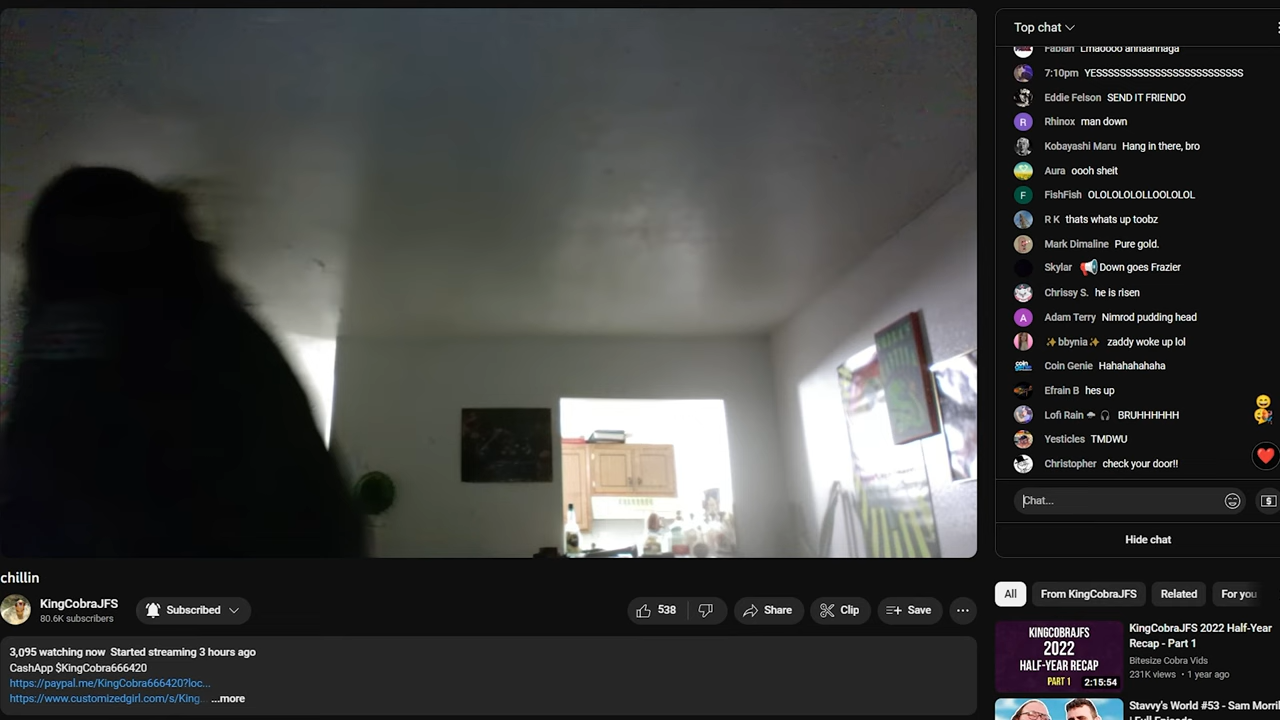 Top chat
Fabian Lmaoooo annaannaga
7:10pm YESSSSSSSSSSSSSSSSSSSSSSSSS
Eddie Felson SEND IT FRIENDO
R Rhinox man down
Kobayashi Maru Hang in there, bro
Aura oooh sheit
F FishFish OLOLOLOLOLLOOLOLOL
R K thats whats up toobz
Mark Dimaline Pure gold.
Skylar 📢Down goes Frazier
Chrissy S. he is risen
A Adam Terry Nimrod pudding head
✨bbynia✨ zaddy woke up lol
Coin Genie Hahahahahaha
Efrain B hes up
Lofi Rain 🌧 🎧 BRUHHHHHH
Yesticles TMDWU
Christopher check your door!!
Chat...
Hide chat
chillin
KingCobraJFS
80.6K subscribers
Subscribed
538
Share
Clip
Save
3,095 watching now Started streaming 3 hours ago
CashApp $KingCobra666420
https://paypal.me/KingCobra666420?loc...
https://www.customizedgirl.com/s/King... ...more
All
From KingCobraJFS
Related
For you
KINGCOBRAJFS
2022
HALF-YEAR RECAP
PART 1
2:15:54
KingCobraJFS 2022 Half-Year
Recap - Part 1
Bitesize Cobra Vids
231K views • 1 year ago
Stavvy's World #53 - Sam Morri